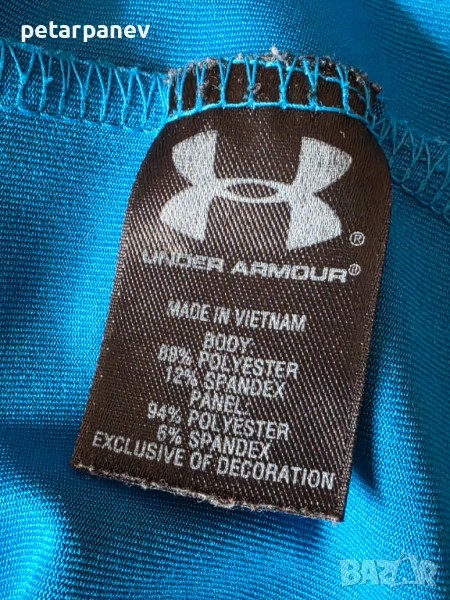 petarpanev
UNDER ARMOUR®
MADE IN VIETNAM
BODY:
88% POLYESTER
12% SPANDEX
PANEL:
94% POLYESTER
6% SPANDEX
EXCLUSIVE OF DECORATION
BAZAR